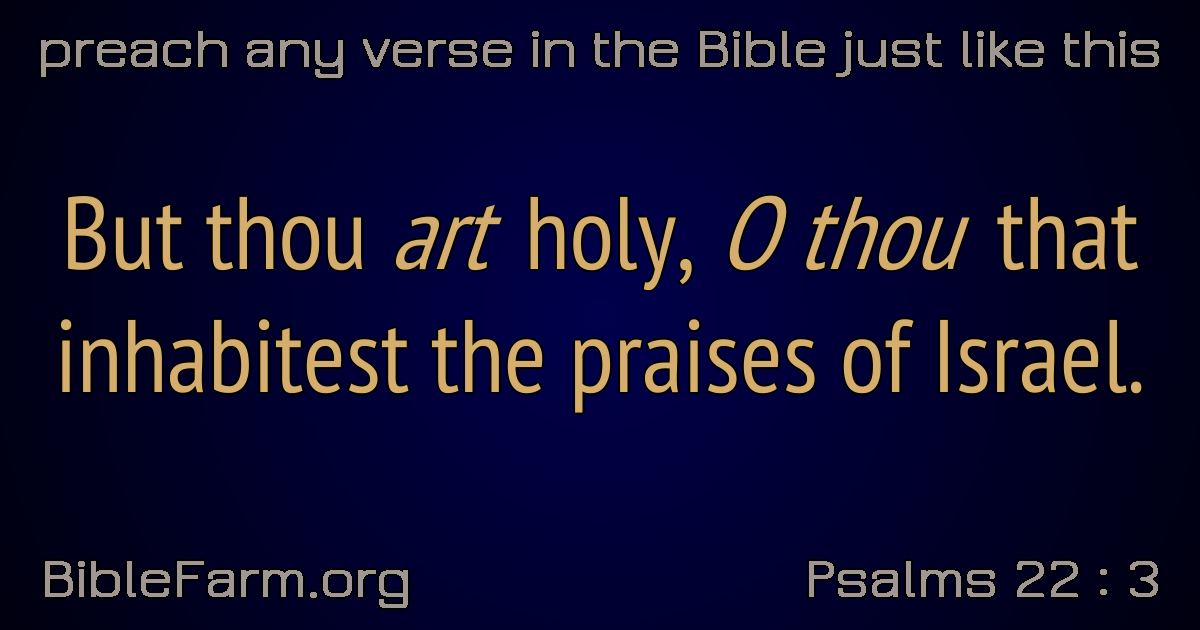 preach any verse in the Bible just like this
But thou art holy, O thou that
inhabitest the praises of Israel.
BibleFarm.org
Psalms 22 : 3